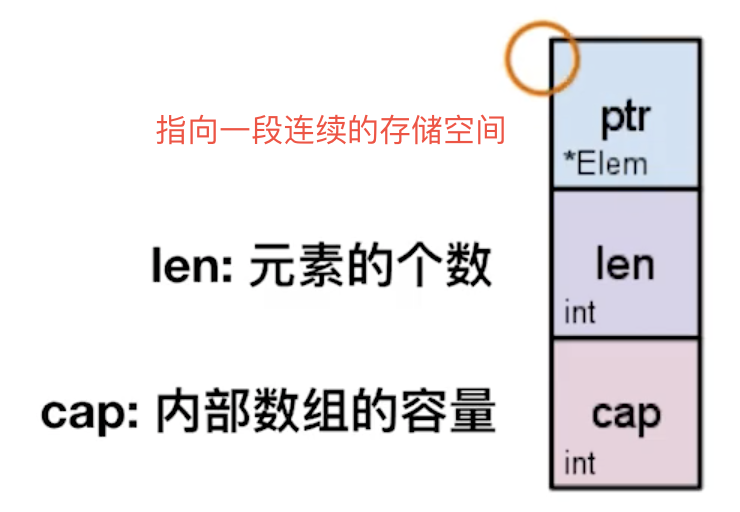 指向一段连续的存储空间
ptr
*Elem
len: 元素的个数
len
int
cap: 内部数组的容量
cap
int